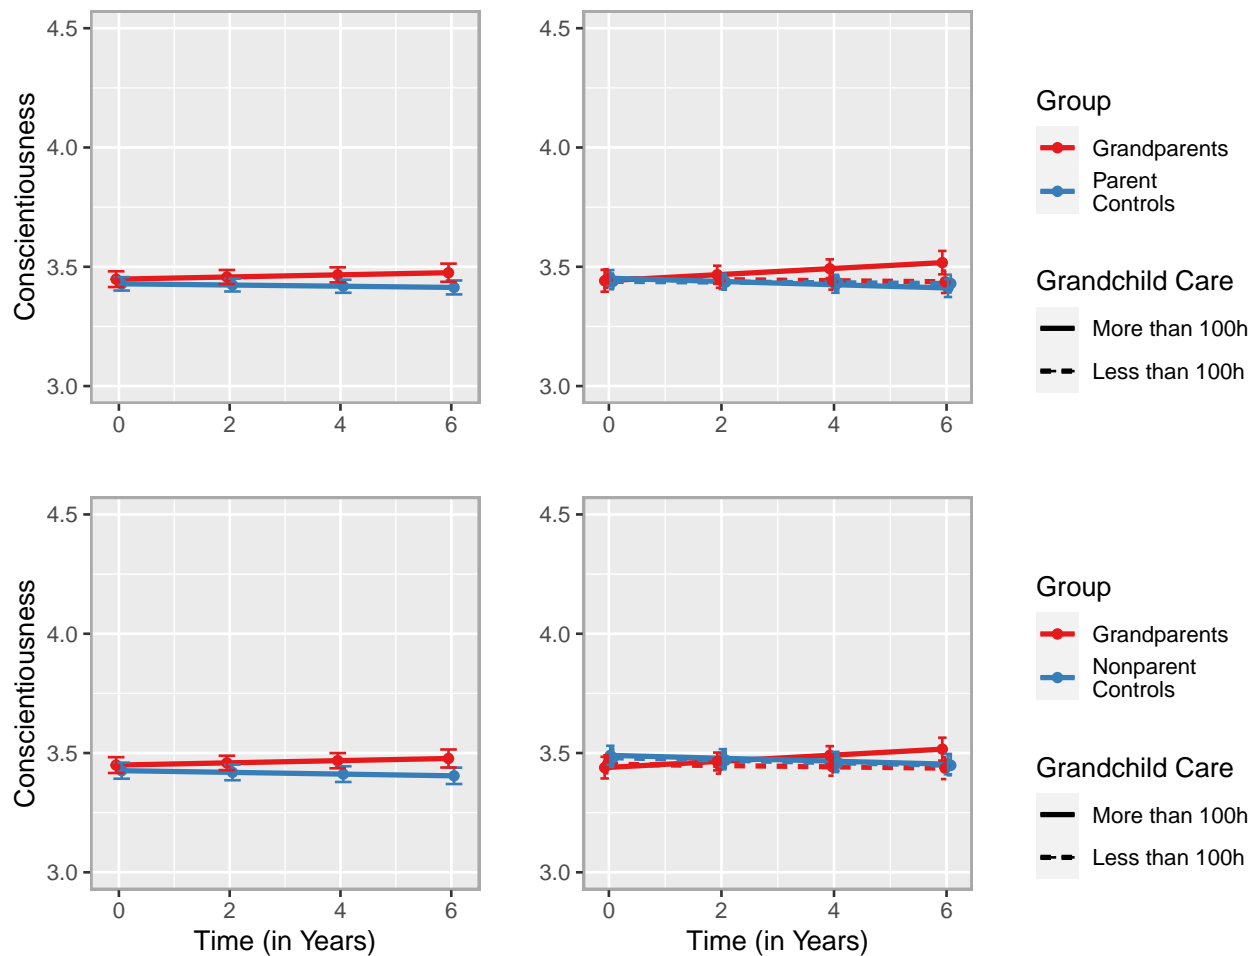 4.5
4.0
3.5
3.0
Conscientiousness
0 2 4 6
4.5
4.0
3.5
3.0
0 2 4 6
Group
Grandparents
Parent
Controls
Grandchild Care
More than 100h
Less than 100h
4.5
4.0
3.5
3.0
Conscientiousness
0 2 4 6
Time (in Years)
4.5
4.0
3.5
3.0
0 2 4 6
Time (in Years)
Group
Grandparents
Nonparent
Controls
Grandchild Care
More than 100h
Less than 100h